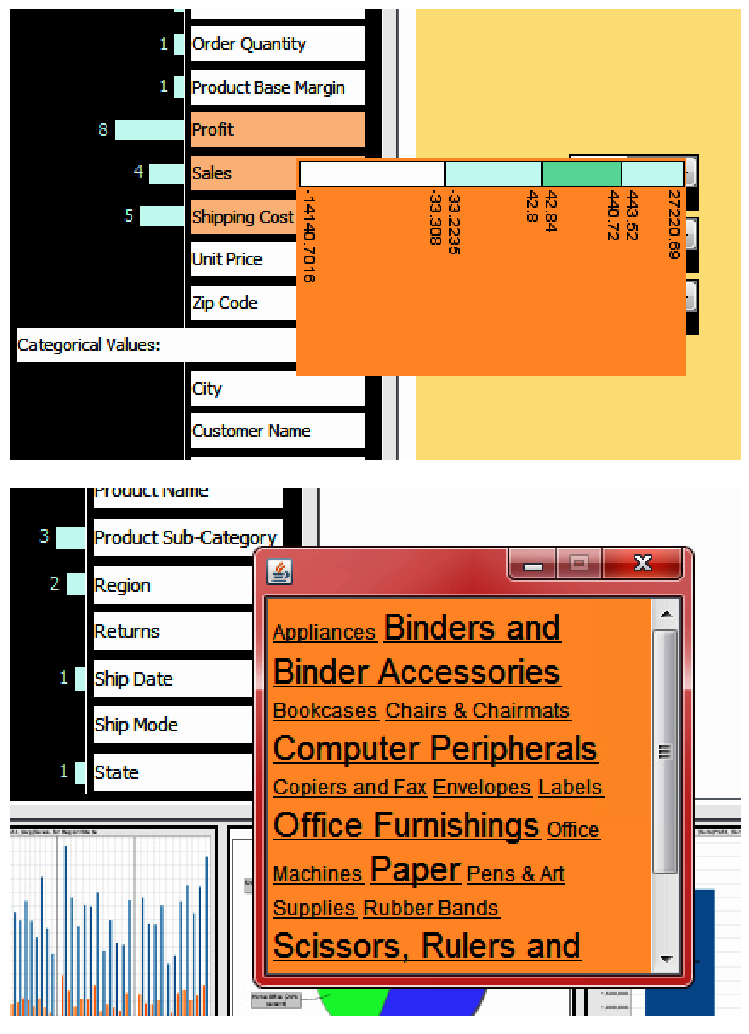 1 Order Quantity
1 Product Base Margin
8 Profit
4 Sales
5 Shipping Cost
-14140.7016
-33.308
-33.2235
42.8
42.84
440.72
443.52
27220.69
Unit Price
Zip Code
Categorical Values:
City
Customer Name
Product Name
3 Product Sub-Category
2 Region
Returns
1 Ship Date
Ship Mode
1 State
Appliances Binders and
Binder Accessories
Bookcases Chairs & Chairmats
Computer Peripherals
Copiers and Fax Envelopes Labels
Office Furnishings Office
Machines Paper Pens & Art
Supplies Rubber Bands
Scissors, Rulers and